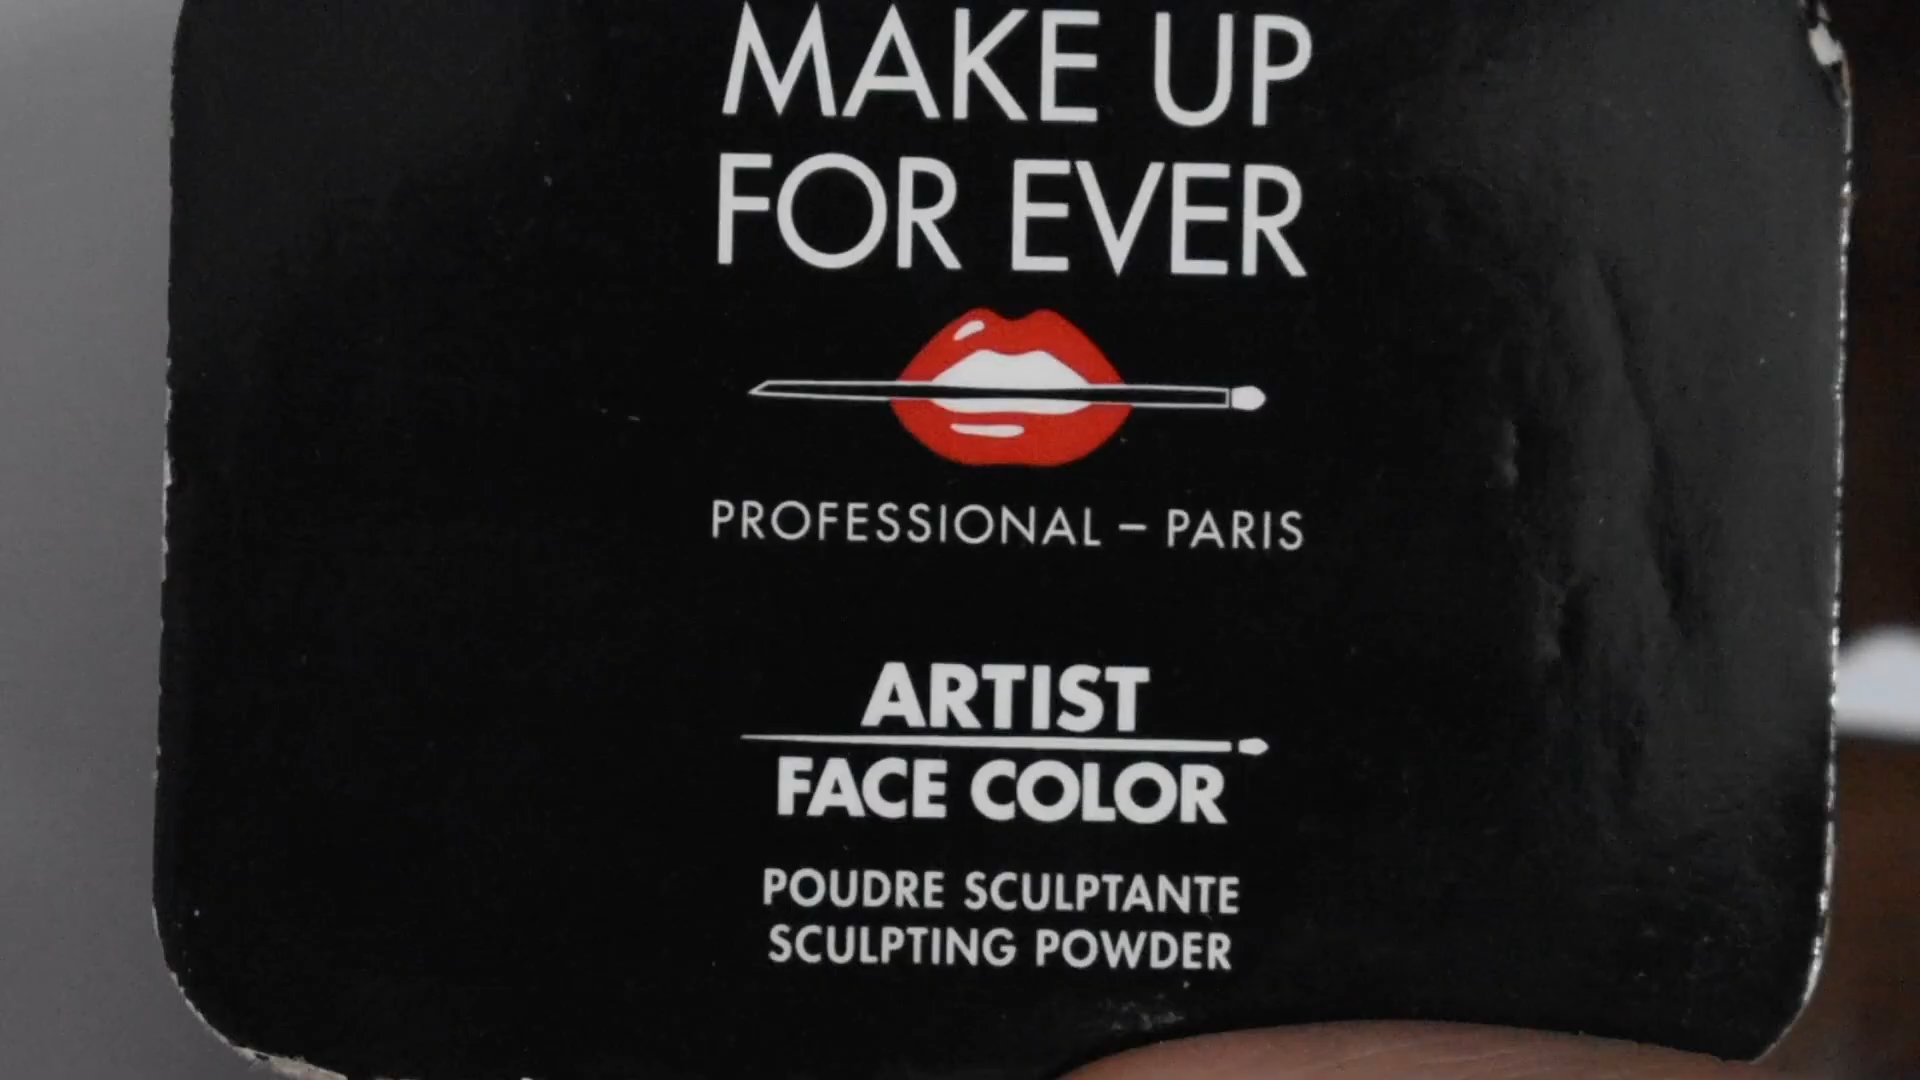 MAKE UP
FOR EVER
PROFESSIONAL – PARIS
ARTIST
FACE COLOR
POUDRE SCULPTANTE
SCULPTING POWDER